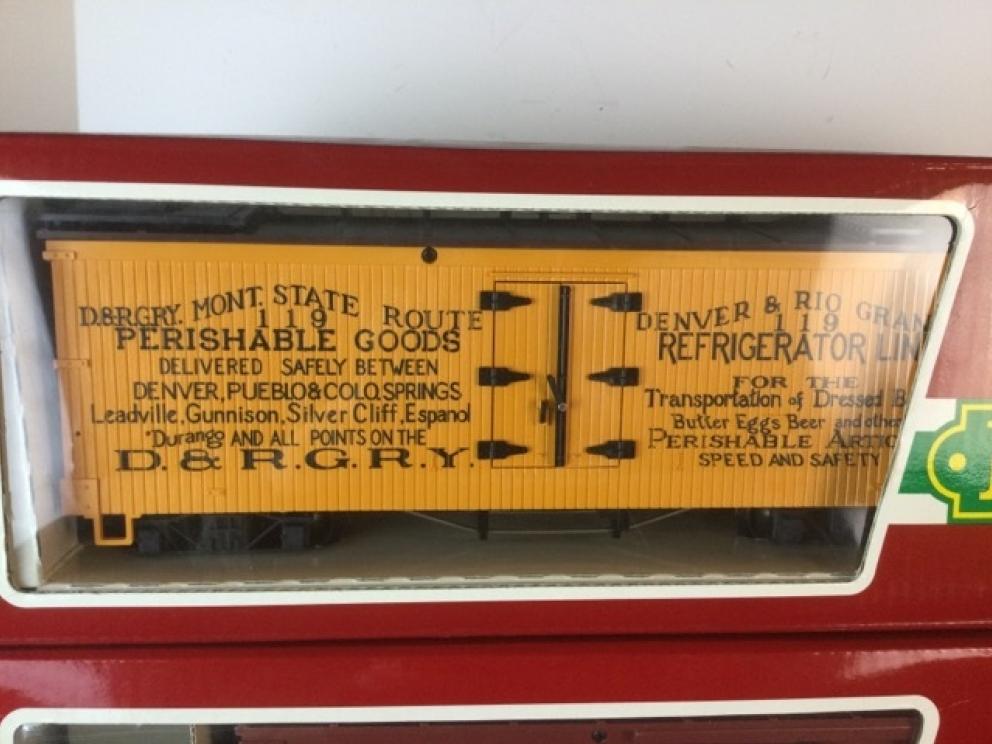 D.&RGRY. MONT. STATE ROUTE
119
PERISHABLE GOODS
DELIVERED SAFELY BETWEEN
DENVER, PUEBLO & COLO. SPRINGS
Leadville, Gunnison, Silver Cliff, Espanol
Durango AND ALL POINTS ON THE
D. & R.G.R.Y.
DENVER & RIO GRAN
119
REFRIGERATOR LIN
FOR THE
Transportation of Dressed B
Butter Eggs Beer and other
PERISHABLE ARTIC
SPEED AND SAFETY